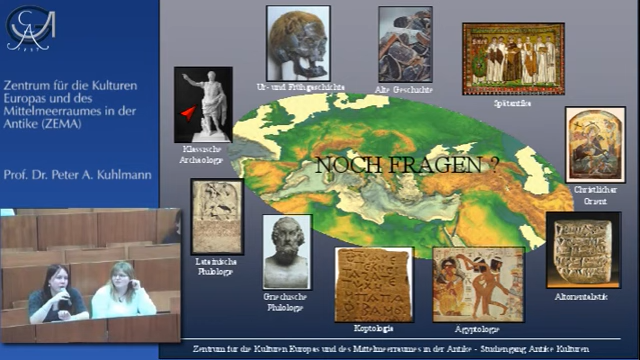 Zentrum für die Kulturen
Europas und des
Mittelmeerraumes in der
Antike (ZEMA)
Prof. Dr. Peter A. Kuhlmann
Ur- und Frühgeschichte
Alte Geschichte
Spätantike
Klassische
Archäologie
NOCH FRAGEN ?
Christlicher
Orient
Lateinische
Philologie
Griechische
Philologie
Koptologie
Ägyptologie
Altorientalistik
Zentrum für die Kulturen Europas und des Mittelmeerraumes in der Antike - Studiengang Antike Kulturen